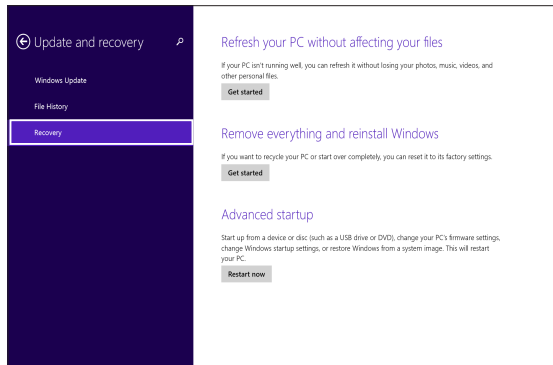 Update and recovery
Windows Update
File History
Recovery
Refresh your PC without affecting your files
If your PC isn't running well, you can refresh it without losing your photos, music, videos, and
other personal files.
Get started
Remove everything and reinstall Windows
If you want to recycle your PC or start over completely, you can reset it to its factory settings.
Get started
Advanced startup
Start up from a device or disc (such as a USB drive or DVD), change your PC's firmware settings,
change Windows startup settings, or restore Windows from a system image. This will restart
your PC.
Restart now